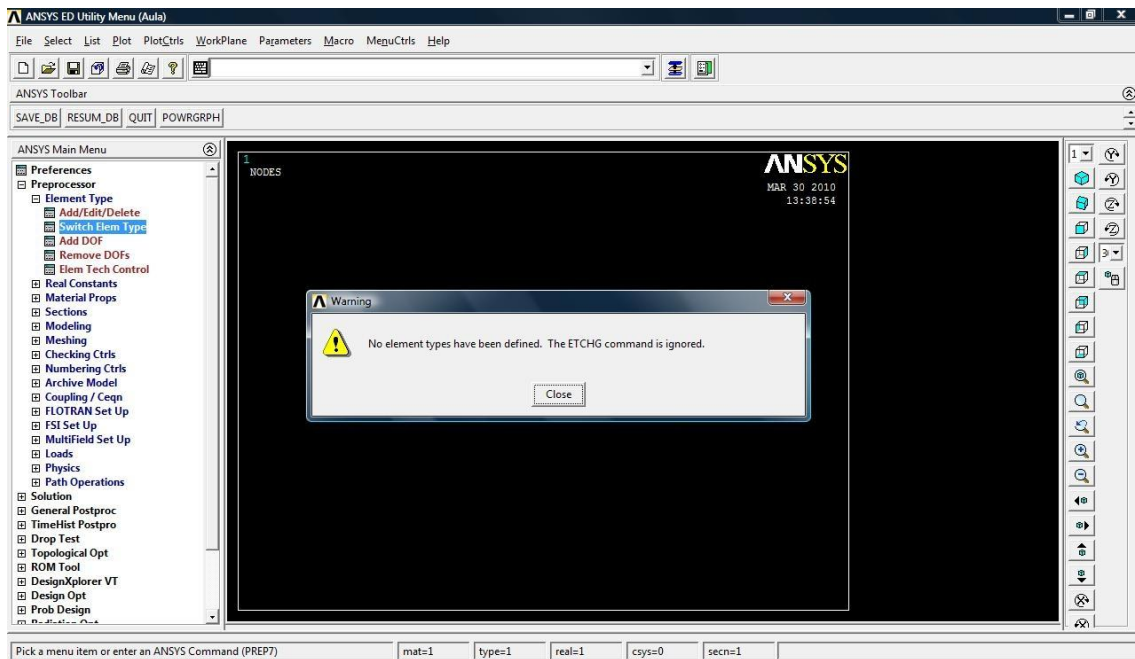 ANSYS ED Utility Menu (Aula)
File Select List Plot PlotCtrls WorkPlane Parameters Macro MenuCtrls Help
ANSYS Toolbar
SAVE_DB RESUM_DB QUIT POWRGRPH
ANSYS Main Menu
Preferences
Preprocessor
Element Type
Add/Edit/Delete
Switch Elem Type
Add DOF
Remove DOFs
Elem Tech Control
Real Constants
Material Props
Sections
Modeling
Meshing
Checking Ctrls
Numbering Ctrls
Archive Model
Coupling / Ceqn
FLOTRAN Set Up
FSI Set Up
MultiField Set Up
Loads
Physics
Path Operations
Solution
General Postproc
TimeHist Postpro
Drop Test
Topological Opt
ROM Tool
DesignXplorer VT
Design Opt
Prob Design
Radiation Opt
1
NODES
ANSYS
MAR 30 2010
13:38:54
Warning
No element types have been defined. The ETCHG command is ignored.
Close
1
Pick a menu item or enter an ANSYS Command (PREP7)
mat=1
type=1
real=1
csys=0
secn=1